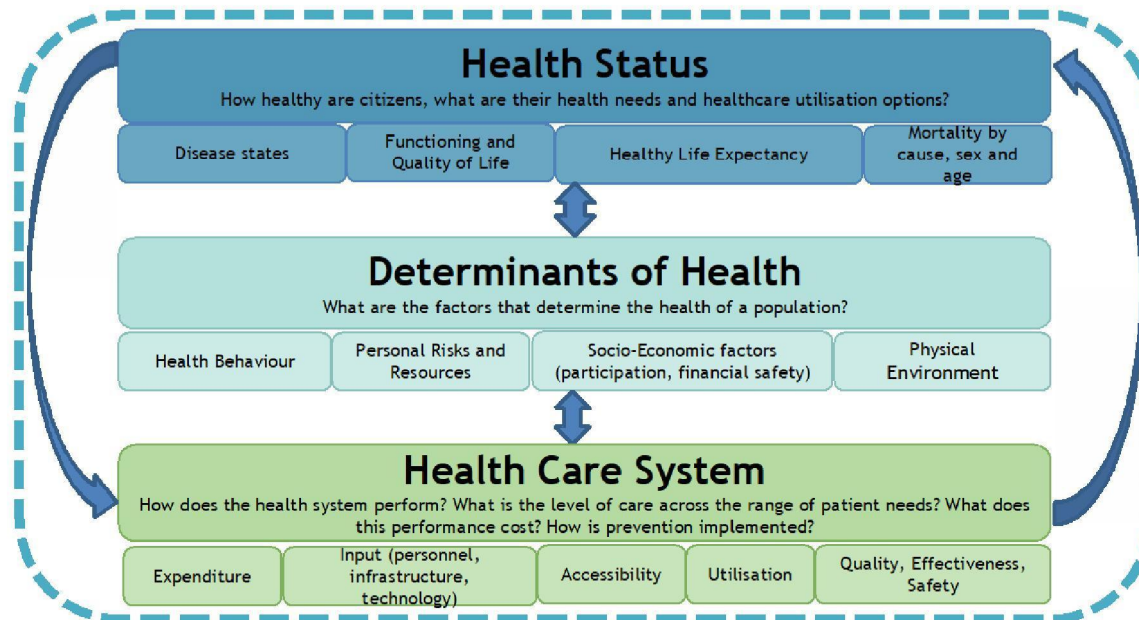 Health Status
How healthy are citizens, what are their health needs and healthcare utilisation options?
Disease states
Functioning and
Quality of Life
Healthy Life Expectancy
Mortality by
cause, sex and
age
Determinants of Health
What are the factors that determine the health of a population?
Health Behaviour
Personal Risks and
Resources
Socio-Economic factors
(participation, financial safety)
Physical
Environment
Health Care System
How does the health system perform? What is the level of care across the range of patient needs? What does
this performance cost? How is prevention implemented?
Expenditure
Input (personnel,
infrastructure,
technology)
Accessibility
Utilisation
Quality, Effectiveness,
Safety